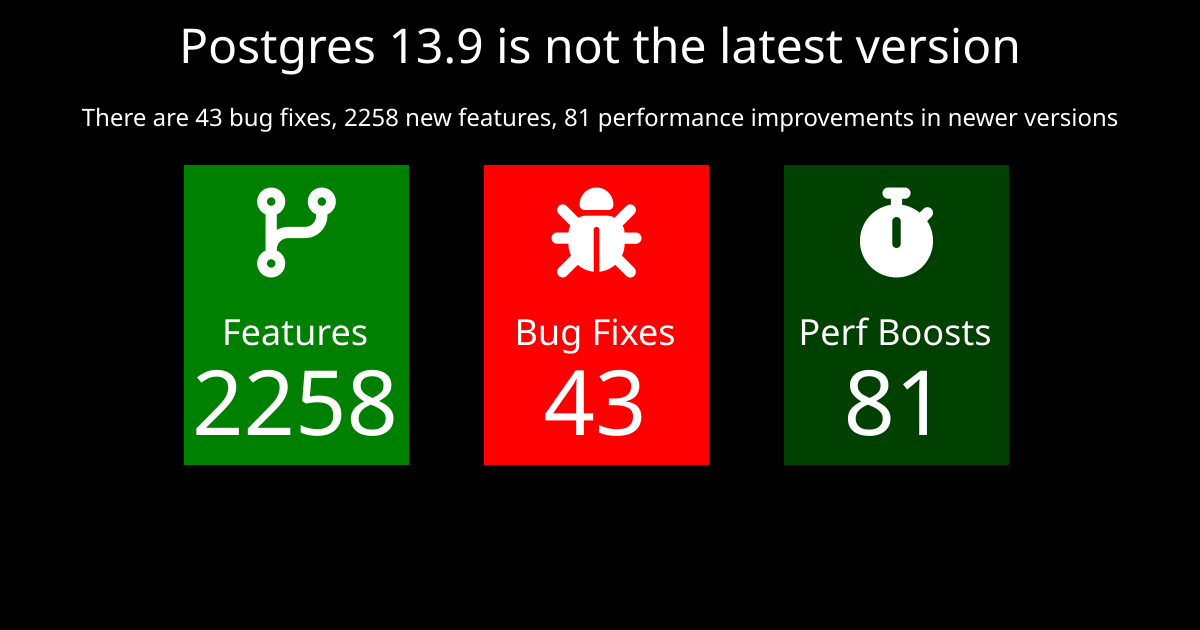 Postgres 13.9 is not the latest version
There are 43 bug fixes, 2258 new features, 81 performance improvements in newer versions
Features
2258
Bug Fixes
43
Perf Boosts
81